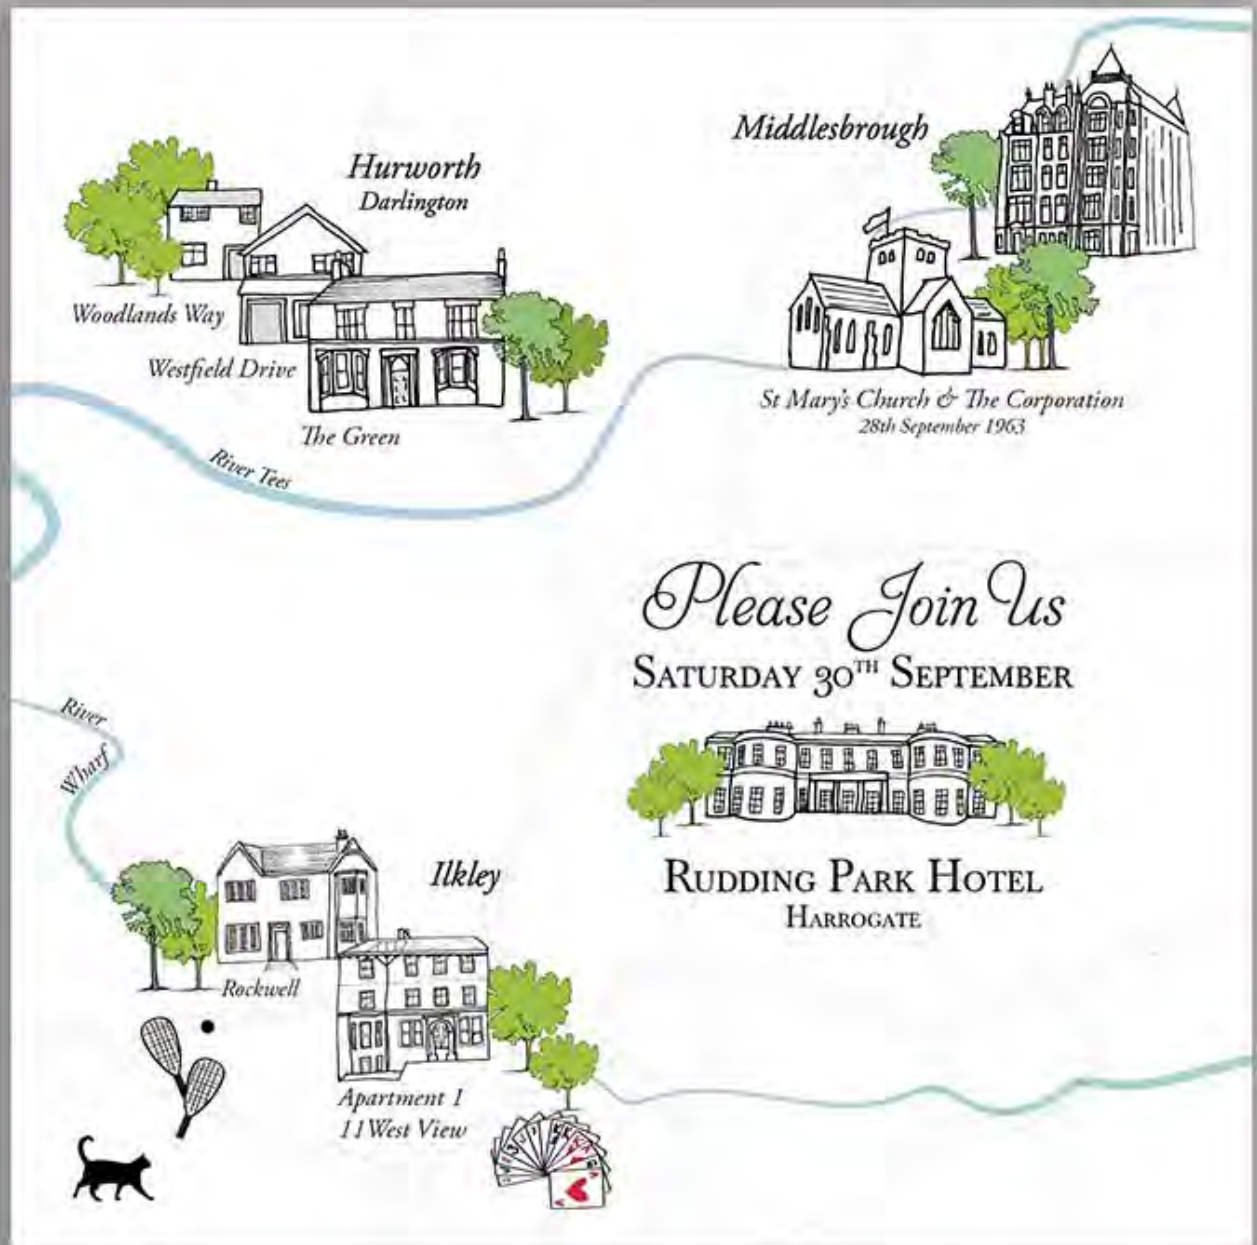 Hurworth
Darlington
Woodlands Way
Westfield Drive
The Green
River Tees
Middlesbrough
St Mary's Church & The Corporation
28th September 1963
Please Join Us
SATURDAY 30TH SEPTEMBER
RUDDING PARK HOTEL
HARROGATE
River
Wharf
Ilkley
Rockwell
Apartment 1
11 West View